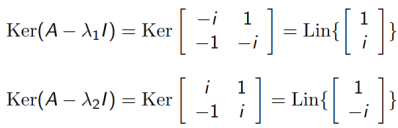 Ker(A − λ₁I) = Ker [ −i 1 ; −1 −i ] = Lin{ [ 1 ; i ] }
Ker(A − λ₂I) = Ker [ i 1 ; −1 i ] = Lin{ [ 1 ; −i ] }